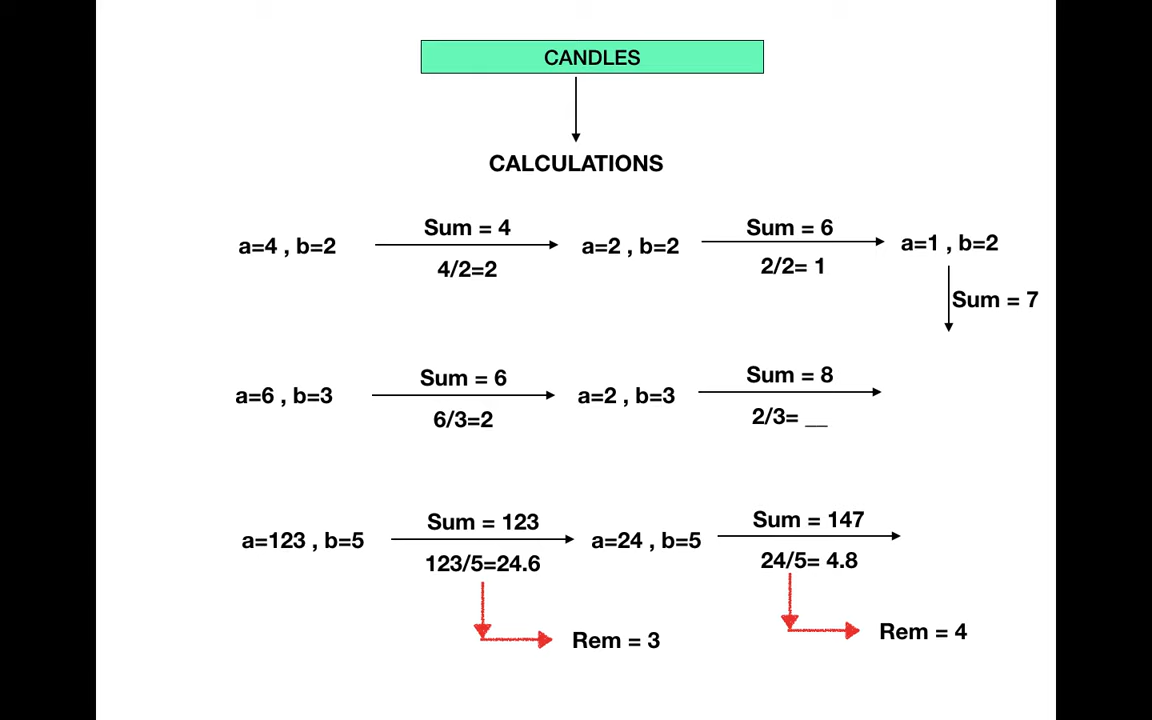 CANDLES
CALCULATIONS
a=4 , b=2
Sum = 4
4/2=2
a=2 , b=2
Sum = 6
2/2= 1
a=1 , b=2
Sum = 7
a=6 , b=3
Sum = 6
6/3=2
a=2 , b=3
Sum = 8
2/3= __
a=123 , b=5
Sum = 123
123/5=24.6
a=24 , b=5
Sum = 147
24/5= 4.8
Rem = 3
Rem = 4